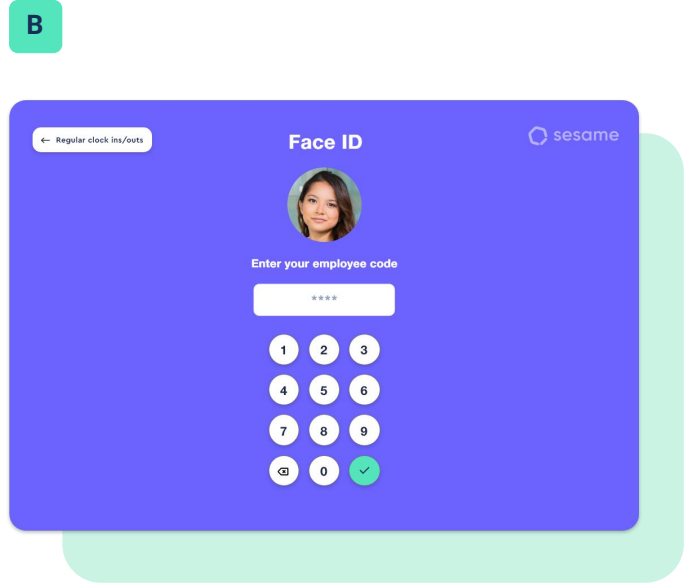 B
← Regular clock ins/outs
Face ID
sesame
Enter your employee code
****
1 2 3
4 5 6
7 8 9
0